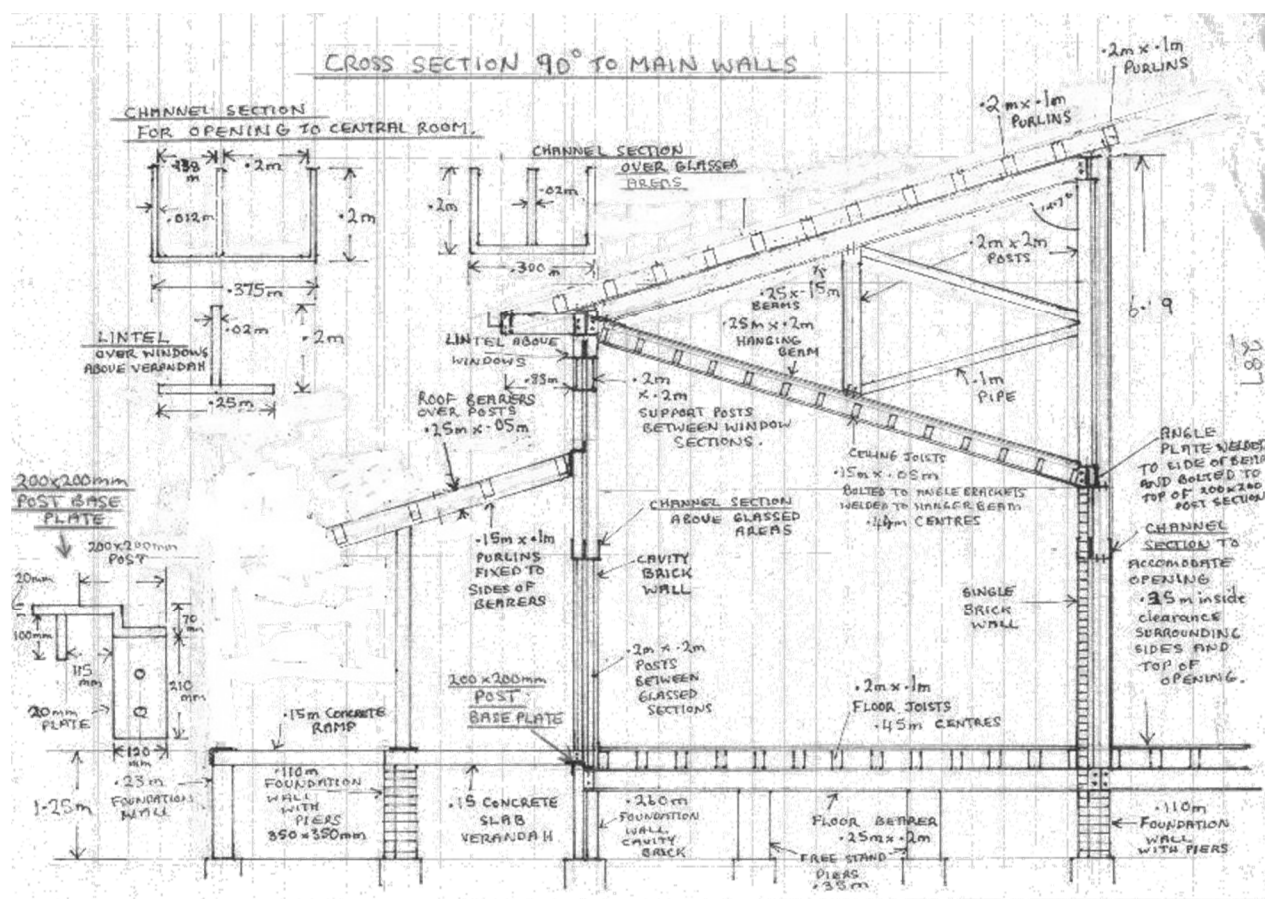 CROSS SECTION 90° TO MAIN WALLS
.2m x .1m
PURLINS
.2m x .1m
PURLINS
CHANNEL SECTION
FOR OPENING TO CENTRAL ROOM.
.2m
.012m
.2m
.375m
CHANNEL SECTION
OVER GLASSED
AREAS
.02m
.2m
.300m
LINTEL
OVER WINDOWS
ABOVE VERANDAH
.02m
.2m
.25m
.2m x .2m
POSTS
.25 x .15m
BEAMS
.25m x .2m
HANGING
BEAM
.1m
PIPE
6.19
LINTEL ABOVE
WINDOWS
.2m
x .2m
SUPPORT POSTS
BETWEEN WINDOW
SECTIONS.
ROOF BEARERS
OVER POSTS
.25m x .05m
CEILING JOISTS
.15m x .05m
BOLTED TO ANGLE BRACKETS
WELDED TO HANGER BEAM
CENTRES
ANGLE
PLATE WELDED
TO SIDE OF BEAM
AND BOLTED TO
TOP OF 200x200
POST SECTION
200x200mm
POST BASE
PLATE
200x200mm
POST
20mm
70
mm
100mm
115
mm
210
mm
20mm
PLATE
120
mm
CHANNEL SECTION
ABOVE GLASSED
AREAS
.15m x .1m
PURLINS
FIXED TO
SIDES OF
BEARERS
CAVITY
BRICK
WALL
SINGLE
BRICK
WALL
CHANNEL
SECTION TO
ACCOMODATE
OPENING
.35m inside
clearance
SURROUNDING
SIDES AND
TOP OF
OPENING.
.2m x .2m
POSTS
BETWEEN
GLASSED
SECTIONS
200x200mm
POST
BASE PLATE
.2m x .1m
FLOOR JOISTS
.45m CENTRES
.15m CONCRETE
RAMP
1.25m
.23m
FOUNDATION
WALL
.110m
FOUNDATION
WALL
WITH
PIERS
350x350mm
.15 CONCRETE
SLAB
VERANDAH
.260m
FOUNDATION
WALL
CAVITY
BRICK
FLOOR BEARER
.25m x .2m
FREE STAND
PIERS
.35m
.110m
FOUNDATION
WALL
WITH PIERS